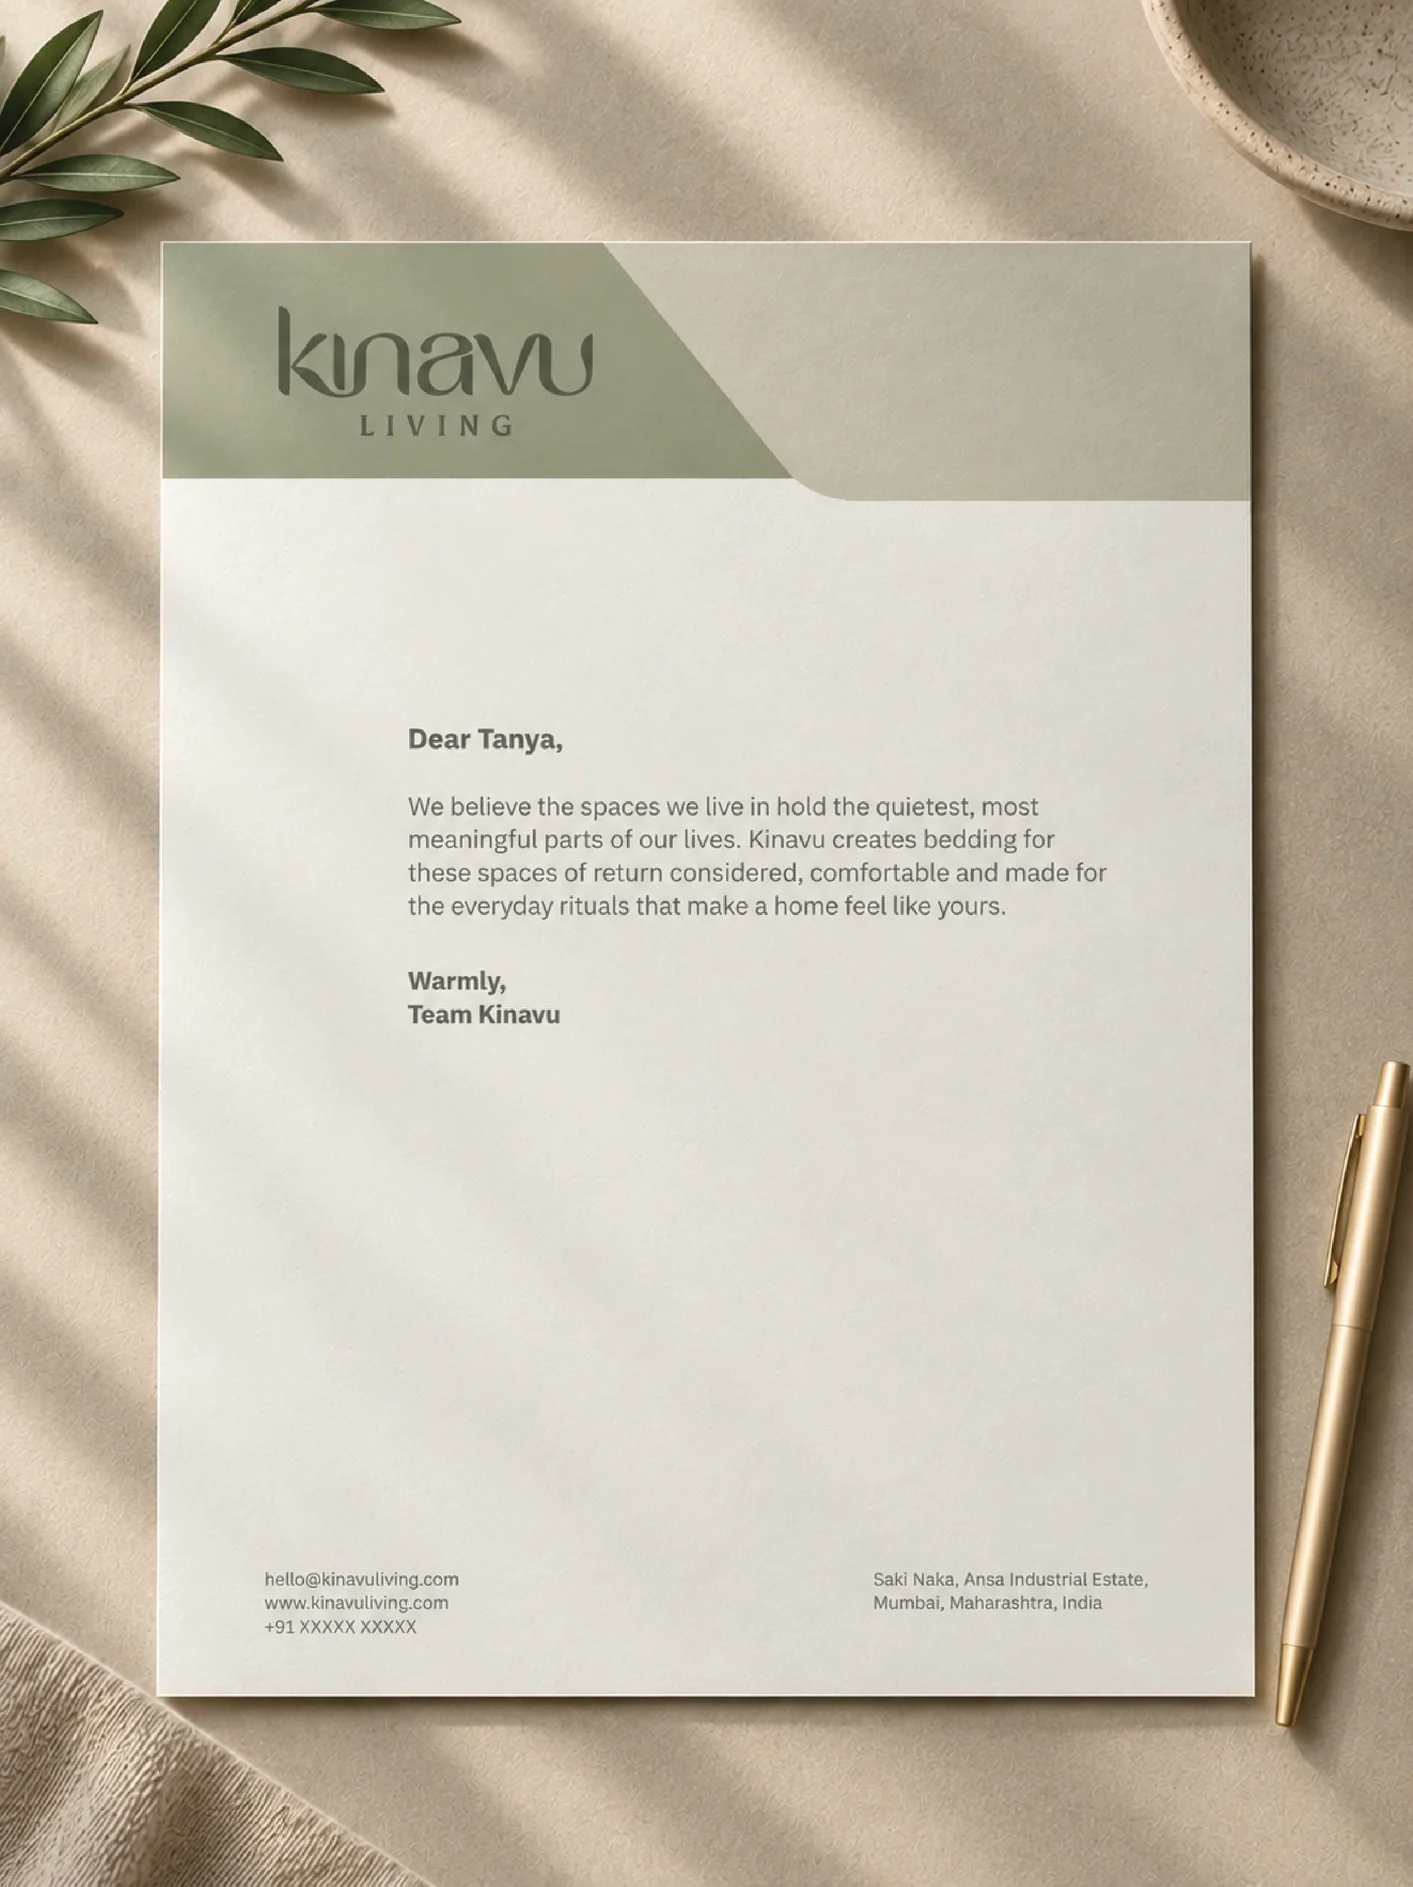 kinavu
LIVING
Dear Tanya,
We believe the spaces we live in hold the quietest, most
meaningful parts of our lives. Kinavu creates bedding for
these spaces of return considered, comfortable and made for
the everyday rituals that make a home feel like yours.
Warmly,
Team Kinavu
hello@kinavuliving.com
www.kinavuliving.com
+91 XXXXX XXXXX
Saki Naka, Ansa Industrial Estate,
Mumbai, Maharashtra, India